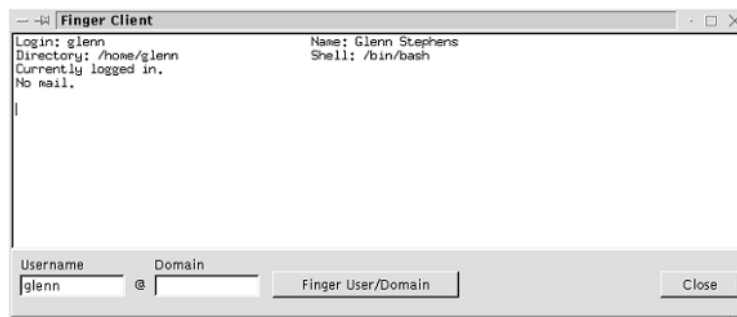 Finger Client
Login: glenn Name: Glenn Stephens
Directory: /home/glenn Shell: /bin/bash
Currently logged in.
No mail.
Username Domain
glenn @ Finger User/Domain Close